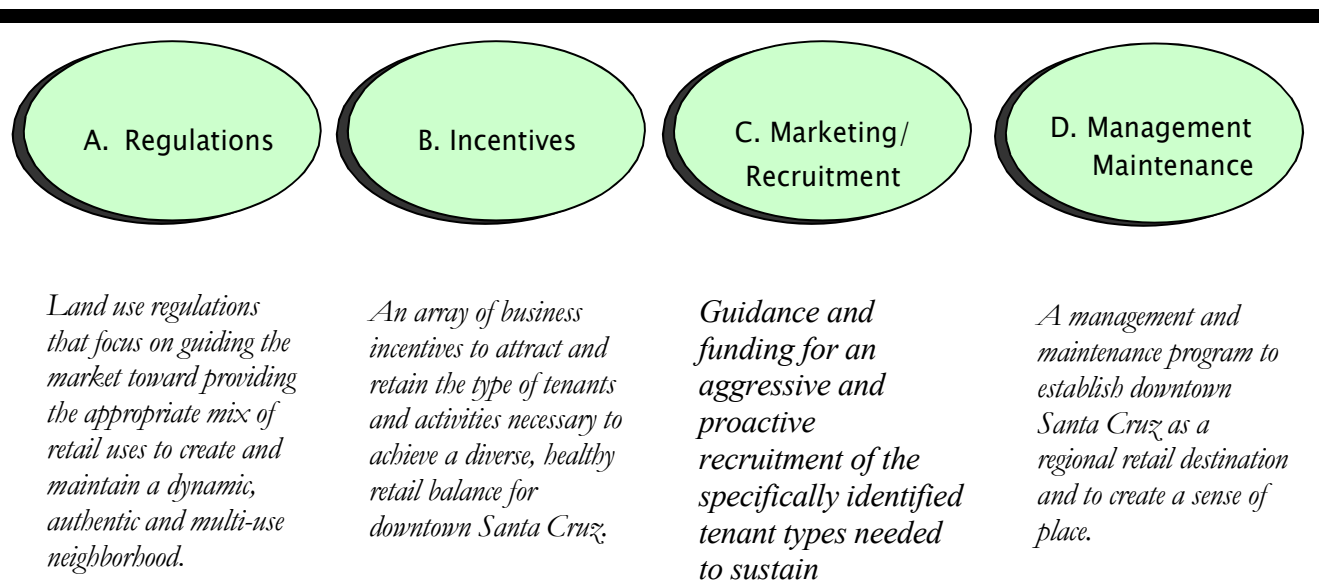 A. Regulations
B. Incentives
C. Marketing/
Recruitment
D. Management
Maintenance
Land use regulations
that focus on guiding the
market toward providing
the appropriate mix of
retail uses to create and
maintain a dynamic,
authentic and multi-use
neighborhood.
An array of business
incentives to attract and
retain the type of tenants
and activities necessary to
achieve a diverse, healthy
retail balance for
downtown Santa Cruz.
Guidance and
funding for an
aggressive and
proactive
recruitment of the
specifically identified
tenant types needed
to sustain
A management and
maintenance program to
establish downtown
Santa Cruz as a
regional retail destination
and to create a sense of
place.